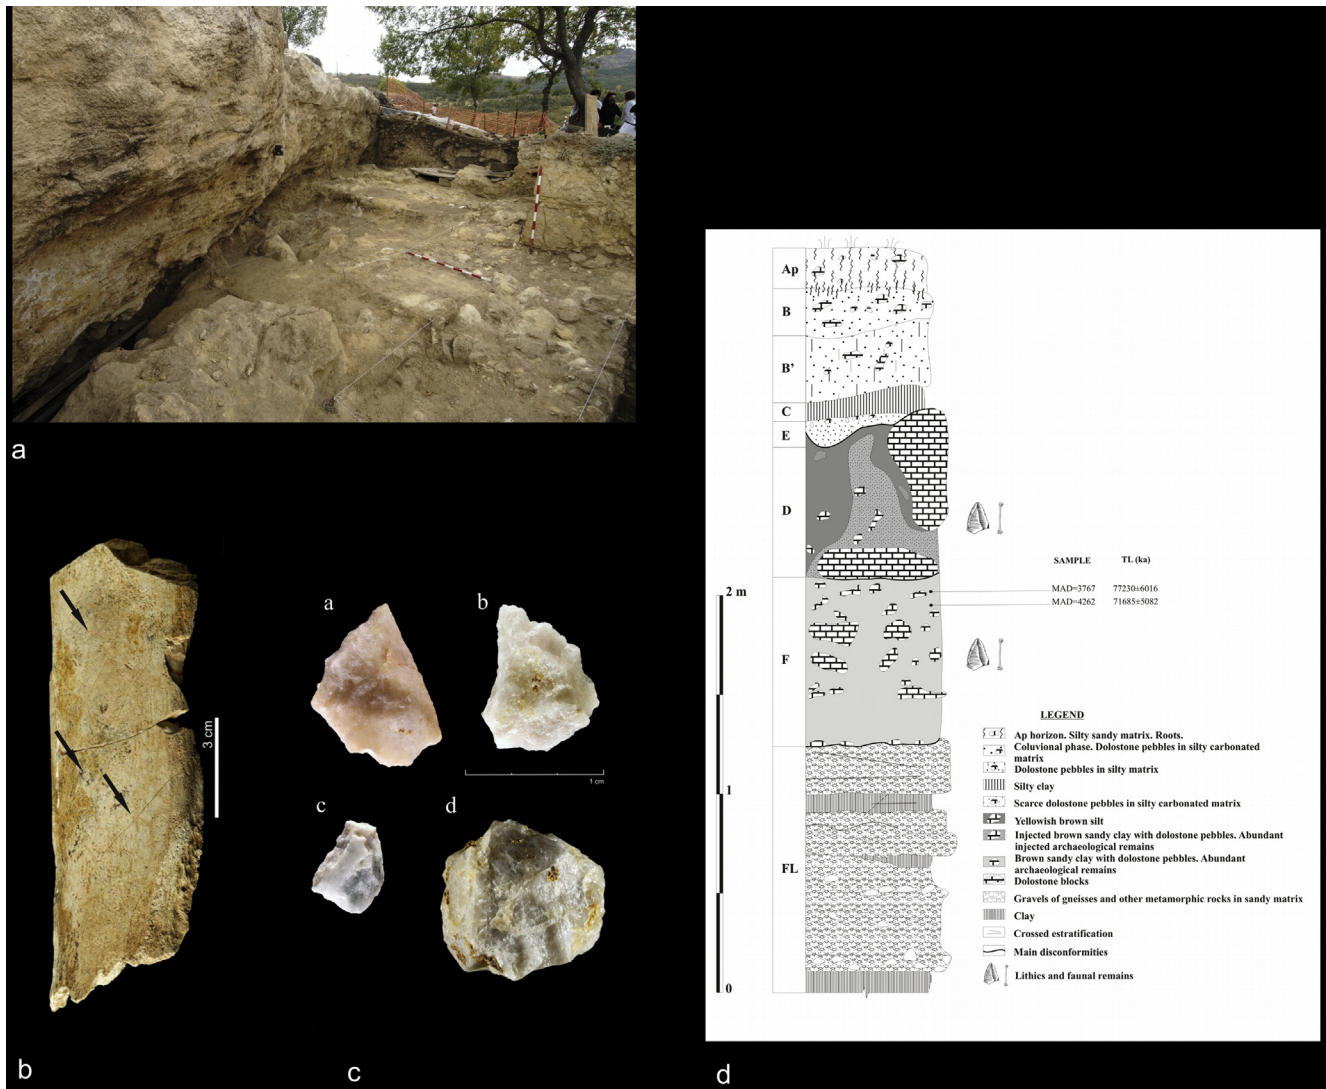 a
b
3 cm
a
b
1 cm
c
d
c
Ap
B
B’
C
E
D
F
FL
2 m
1
0
SAMPLE TL (ka)
MAD=3767 77230±6016
MAD=4262 71685±5082
LEGEND
Ap horizon. Silty sandy matrix. Roots.
Coluvional phase. Dolostone pebbles in silty carbonated
matrix
Dolostone pebbles in silty matrix
Silty clay
Scarce dolostone pebbles in silty carbonated matrix
Yellowish brown silt
Injected brown sandy clay with dolostone pebbles. Abundant
injected archaeological remains
Brown sandy clay with dolostone pebbles. Abundant
archaeological remains
Dolostone blocks
Gravels of gneisses and other metamorphic rocks in sandy matrix
Clay
Crossed estratification
Main disconformities
Lithics and faunal remains
d